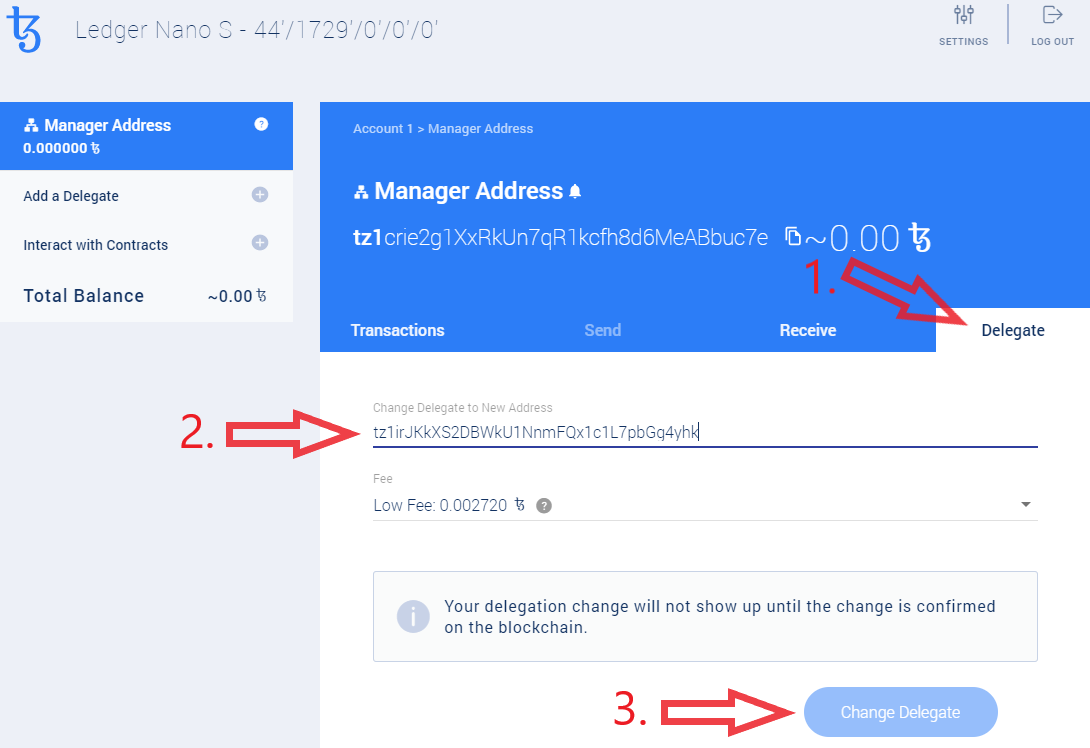 Ledger Nano S - 44'/1729'/0'/0'/0'
SETTINGS
LOG OUT
Manager Address
0.000000 ꜩ
Add a Delegate
Interact with Contracts
Total Balance ~0.00 ꜩ
Account 1 > Manager Address
Manager Address
tz1crie2g1XxRkUn7qR1kcfh8d6MeABbuc7e ~0.00 ꜩ
1.
Transactions Send Receive Delegate
Change Delegate to New Address
2. tz1irJKkXS2DBWkU1NnmFQx1c1L7pbGg4yhk
Fee
Low Fee: 0.002720 ꜩ
Your delegation change will not show up until the change is confirmed
on the blockchain.
3. Change Delegate